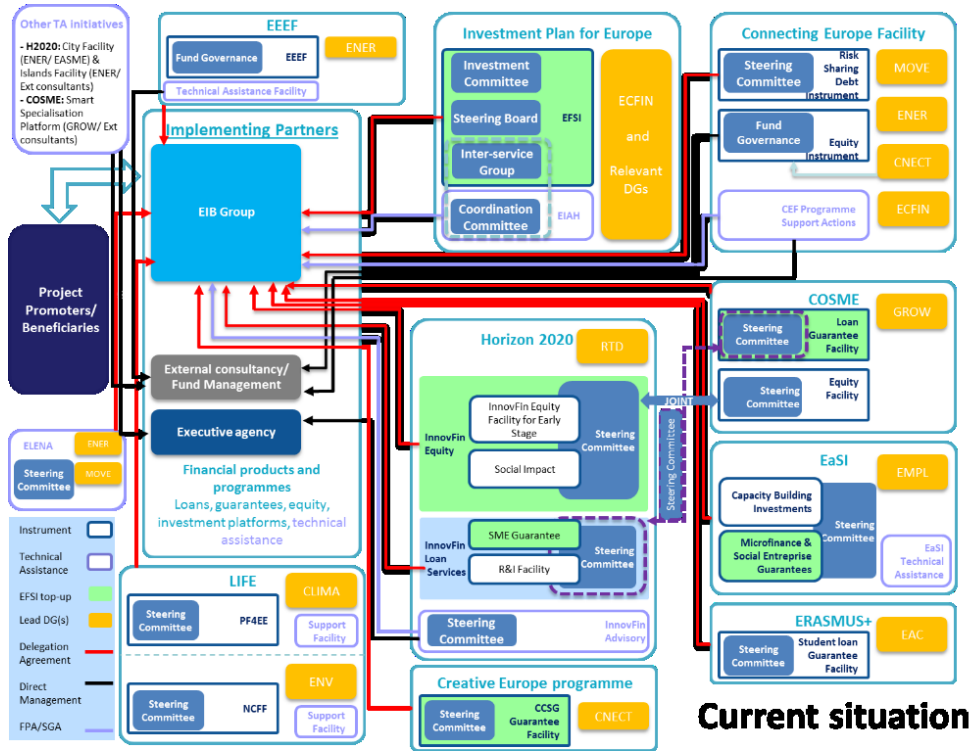 Other TA initiatives
- H2020: City Facility
(ENER/ EASME) &
Islands Facility (ENER/
Ext consultants)
- COSME: Smart
Specialisation
Platform (GROW/ Ext
consultants)
EEEF
Fund Governance
EEEF
ENER
Technical Assistance Facility
Implementing Partners
EIB Group
External consultancy/
Fund Management
Executive agency
Financial products and
programmes
Loans, guarantees, equity,
investment platforms, technical
assistance
Project
Promoters/
Beneficiaries
ELENA
Steering
Committee
ENER
MOVE
Instrument
Technical
Assistance
EFSI top-up
Lead DG(s)
Delegation
Agreement
Direct
Management
FPA/SGA
LIFE
CLIMA
Steering
Committee
PF4EE
Support
Facility
ENV
Steering
Committee
NCFF
Support
Facility
Investment Plan for Europe
Investment
Committee
Steering Board
EFSI
Inter-service
Group
Coordination
Committee
EIAH
ECFIN
and
Relevant
DGs
Connecting Europe Facility
Steering
Committee
Risk
Sharing
Debt
Instrument
MOVE
Fund
Governance
Equity
Instrument
ENER
CNECT
CEF Programme
Support Actions
ECFIN
Horizon 2020
RTD
InnovFin
Equity
InnovFin Equity
Facility for Early
Stage
Social Impact
Steering
Committee
InnovFin
Loan
Services
SME Guarantee
R&I Facility
Steering
Committee
Steering
Committee
InnovFin
Advisory
JOINT
Steering Committee
COSME
GROW
Steering
Committee
Loan
Guarantee
Facility
Steering
Committee
Equity
Facility
EaSI
EMPL
Capacity Building
Investments
Microfinance &
Social Entreprise
Guarantees
Steering
Committee
EaSI
Technical
Assistance
ERASMUS+
EAC
Steering
Committee
Student loan
Guarantee
Facility
Creative Europe programme
Steering
Committee
CCSG
Guarantee
Facility
CNECT
Current situation